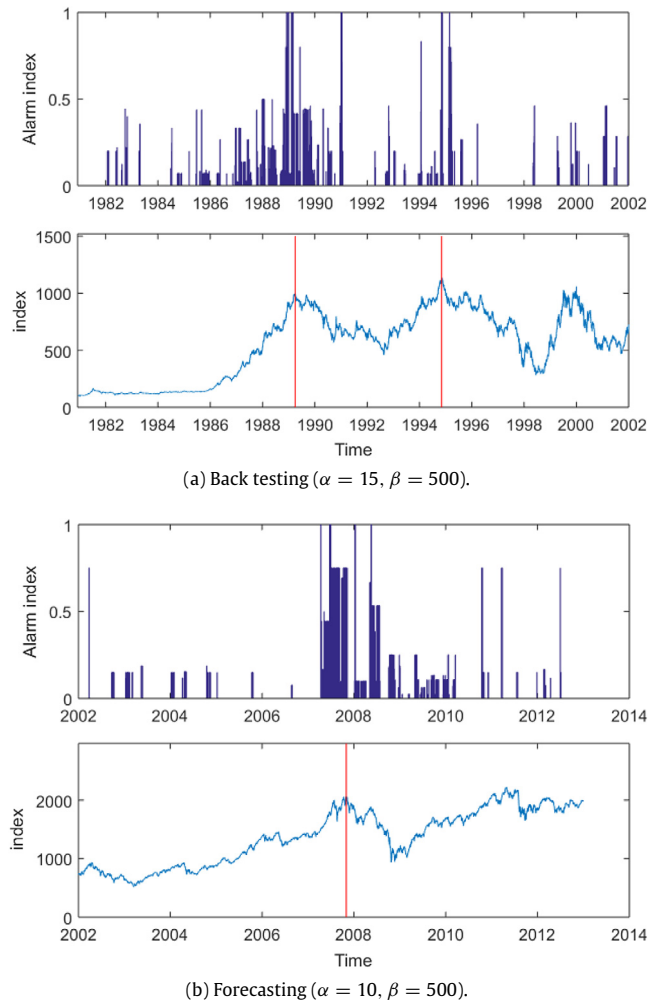 Alarm index
1
0.5
0
1982 1984 1986 1988 1990 1992 1994 1996 1998 2000 2002
index
1500
1000
500
0
1982 1984 1986 1988 1990 1992 1994 1996 1998 2000 2002
Time
(a) Back testing (α = 15, β = 500).
Alarm index
1
0.5
0
2002 2004 2006 2008 2010 2012 2014
index
2000
1000
0
2002 2004 2006 2008 2010 2012 2014
Time
(b) Forecasting (α = 10, β = 500).